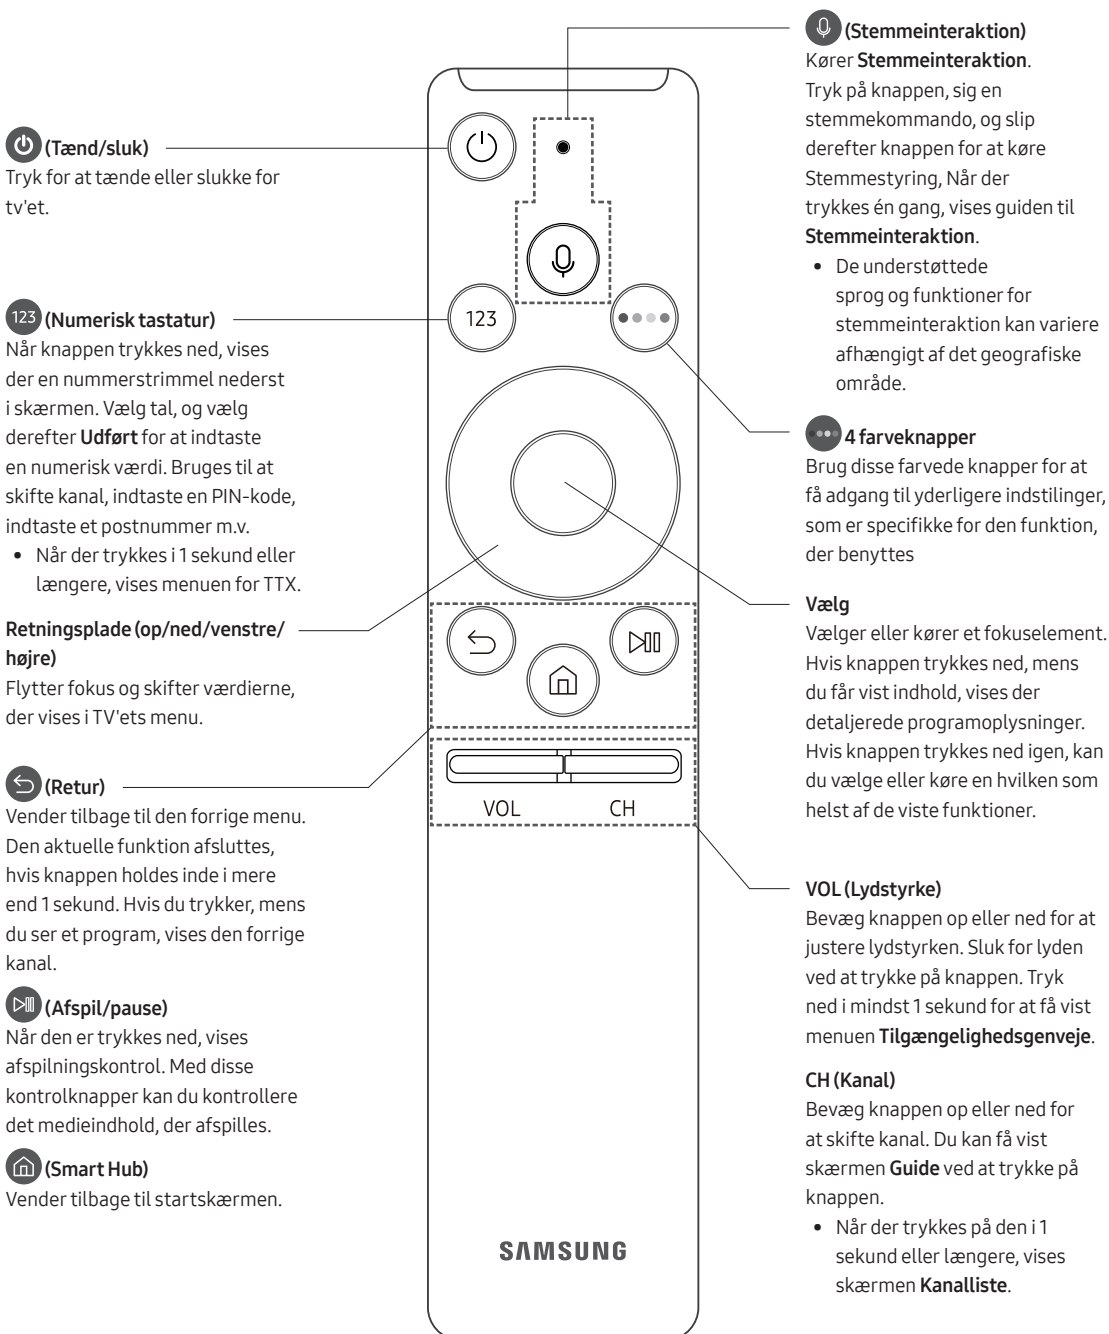 (Tænd/sluk)
Tryk for at tænde eller slukke for
tv'et.
123 (Numerisk tastatur)
Når knappen trykkes ned, vises
der en nummerstrimmel nederst
i skærmen. Vælg tal, og vælg
derefter Udført for at indtaste
en numerisk værdi. Bruges til at
skifte kanal, indtaste en PIN-kode,
indtaste et postnummer m.v.
• Når der trykkes i 1 sekund eller
længere, vises menuen for TTX.
Retningsplade (op/ned/venstre/
højre)
Flytter fokus og skifter værdierne,
der vises i TV'ets menu.
(Retur)
Vender tilbage til den forrige menu.
Den aktuelle funktion afsluttes,
hvis knappen holdes inde i mere
end 1 sekund. Hvis du trykker, mens
du ser et program, vises den forrige
kanal.
(Afspil/pause)
Når den er trykkes ned, vises
afspilningskontrol. Med disse
kontrolknapper kan du kontrollere
det medieindhold, der afspilles.
(Smart Hub)
Vender tilbage til startskærmen.
123
VOL CH
SAMSUNG
(Stemmeinteraktion)
Kører Stemmeinteraktion.
Tryk på knappen, sig en
stemmekommando, og slip
derefter knappen for at køre
Stemmestyring, Når der
trykkes én gang, vises guiden til
Stemmeinteraktion.
• De understøttede
sprog og funktioner for
stemmeinteraktion kan variere
afhængigt af det geografiske
område.
4 farveknapper
Brug disse farvede knapper for at
få adgang til yderligere indstilinger,
som er specifikke for den funktion,
der benyttes
Vælg
Vælger eller kører et fokuselement.
Hvis knappen trykkes ned, mens
du får vist indhold, vises der
detaljerede programoplysninger.
Hvis knappen trykkes ned igen, kan
du vælge eller køre en hvilken som
helst af de viste funktioner.
VOL (Lydstyrke)
Bevæg knappen op eller ned for at
justere lydstyrken. Sluk for lyden
ved at trykke på knappen. Tryk
ned i mindst 1 sekund for at få vist
menuen Tilgængelighedsgenveje.
CH (Kanal)
Bevæg knappen op eller ned for
at skifte kanal. Du kan få vist
skærmen Guide ved at trykke på
knappen.
• Når der trykkes på den i 1
sekund eller længere, vises
skærmen Kanalliste.